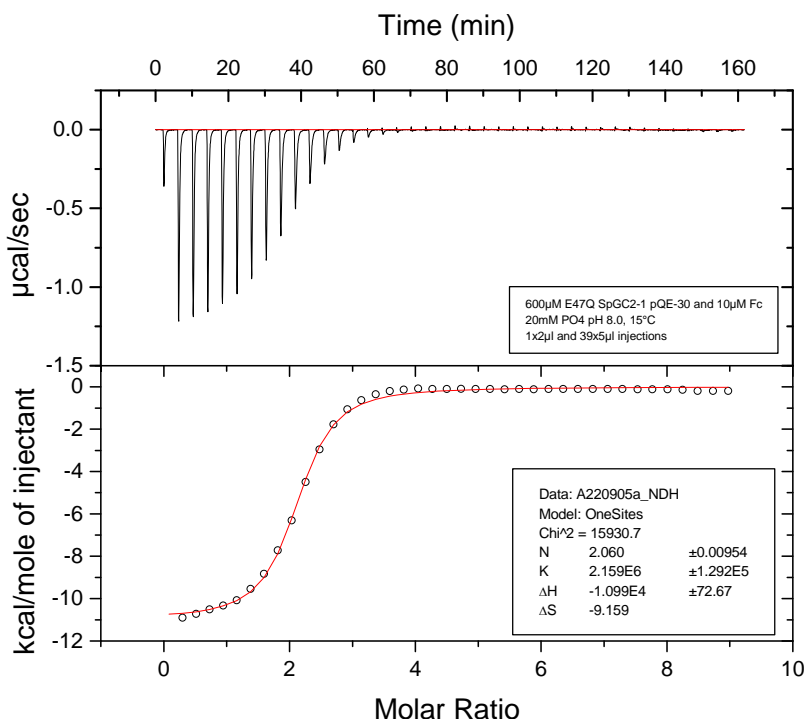 Time (min)
0 20 40 60 80 100 120 140 160
0.0
-0.5
-1.0
-1.5
µcal/sec
600µM E47Q SpGC2-1 pQE-30 and 10µM Fc
20mM PO4 pH 8.0, 15°C
1x2µl and 39x5µl injections
0
-2
-4
-6
-8
-10
-12
kcal/mole of injectant
Data: A220905a_NDH
Model: OneSites
Chi^2 = 15930.7
N 2.060 ±0.00954
K 2.159E6 ±1.292E5
ΔH -1.099E4 ±72.67
ΔS -9.159
0 2 4 6 8 10
Molar Ratio